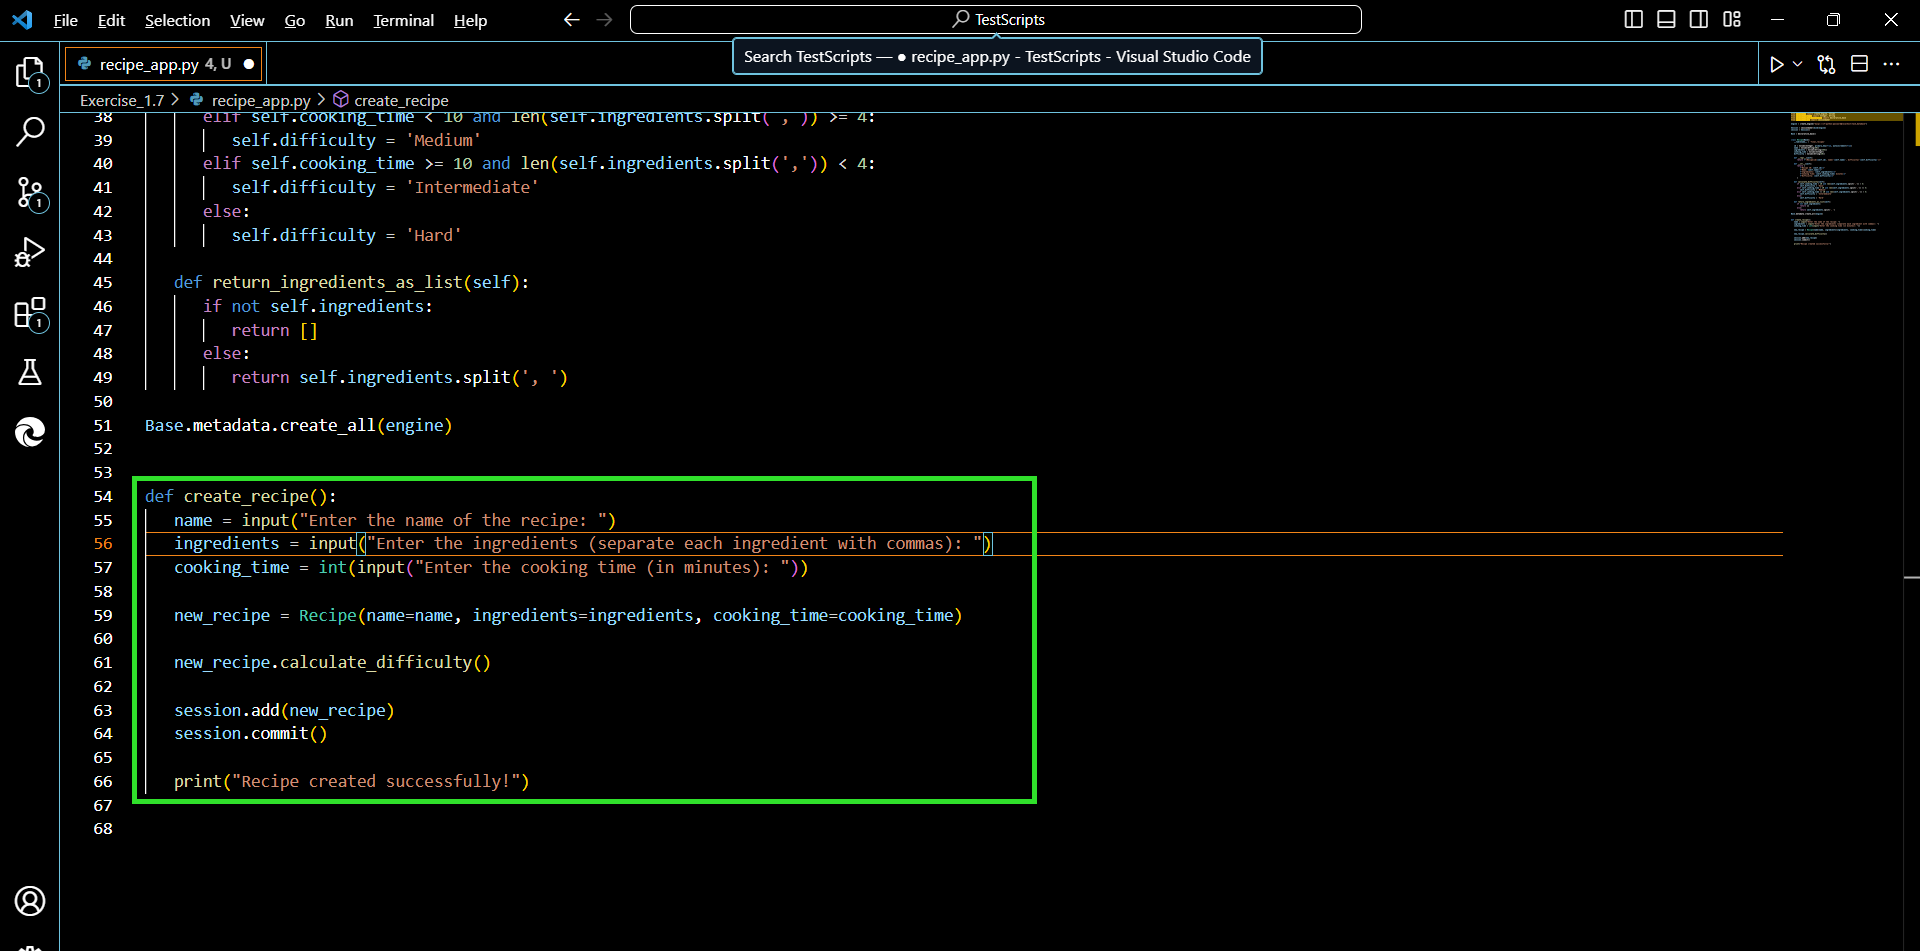 File Edit Selection View Go Run Terminal Help
TestScripts
recipe_app.py 4, U
Search TestScripts — ● recipe_app.py - TestScripts - Visual Studio Code
Exercise_1.7 > recipe_app.py > create_recipe
38 elif self.cooking_time < 10 and len(self.ingredients.split(',')) >= 4:
39 self.difficulty = 'Medium'
40 elif self.cooking_time >= 10 and len(self.ingredients.split(',')) < 4:
41 self.difficulty = 'Intermediate'
42 else:
43 self.difficulty = 'Hard'
44
45 def return_ingredients_as_list(self):
46 if not self.ingredients:
47 return []
48 else:
49 return self.ingredients.split(', ')
50
51 Base.metadata.create_all(engine)
52
53
54 def create_recipe():
55 name = input("Enter the name of the recipe: ")
56 ingredients = input("Enter the ingredients (separate each ingredient with commas): ")
57 cooking_time = int(input("Enter the cooking time (in minutes): "))
58
59 new_recipe = Recipe(name=name, ingredients=ingredients, cooking_time=cooking_time)
60
61 new_recipe.calculate_difficulty()
62
63 session.add(new_recipe)
64 session.commit()
65
66 print("Recipe created successfully!")
67
68
1
1
1